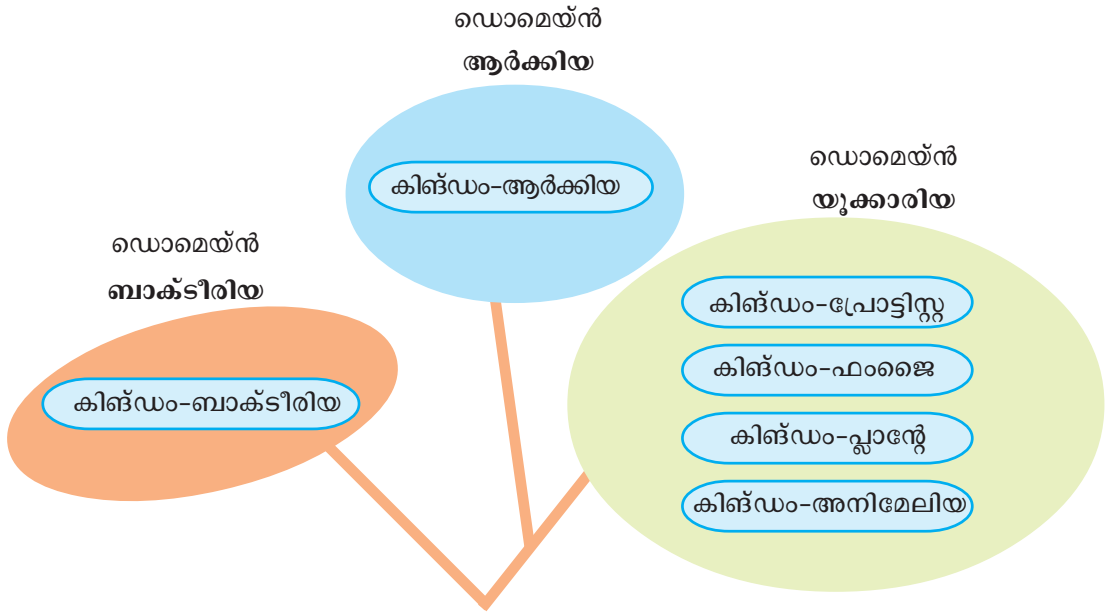 ഡൊമെയ്ൻ
ആർക്കിയ
കിങ്ഡം-ആർക്കിയ
ഡൊമെയ്ൻ
യൂക്കാരിയ
കിങ്ഡം-പ്രോട്ടിസ്റ്റ
കിങ്ഡം-ഫംജൈ
കിങ്ഡം-പ്ലാന്റേ
കിങ്ഡം-അനിമേലിയ
ഡൊമെയ്ൻ
ബാക്ടീരിയ
കിങ്ഡം-ബാക്ടീരിയ